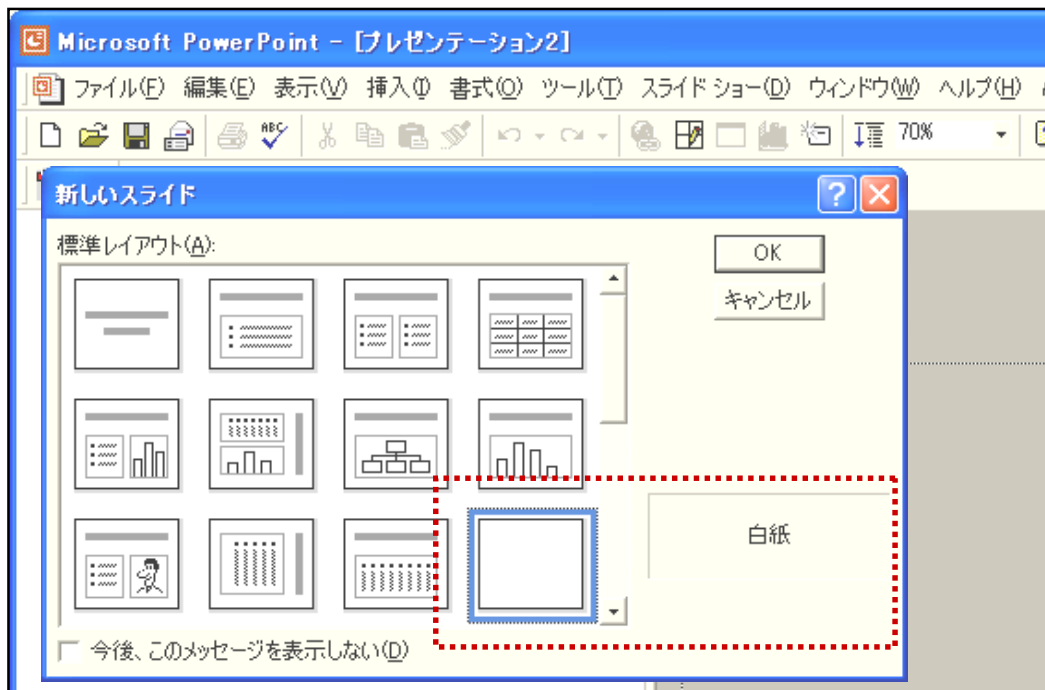 Microsoft PowerPoint - [プレゼンテーション2]
ファイル(F) 編集(E) 表示(V) 挿入(I) 書式(O) ツール(T) スライド ショー(D) ウィンドウ(W) ヘルプ(H)
ABC
70%
新しいスライド
標準レイアウト(A):
OK
キャンセル
白紙
今後、このメッセージを表示しない(D)